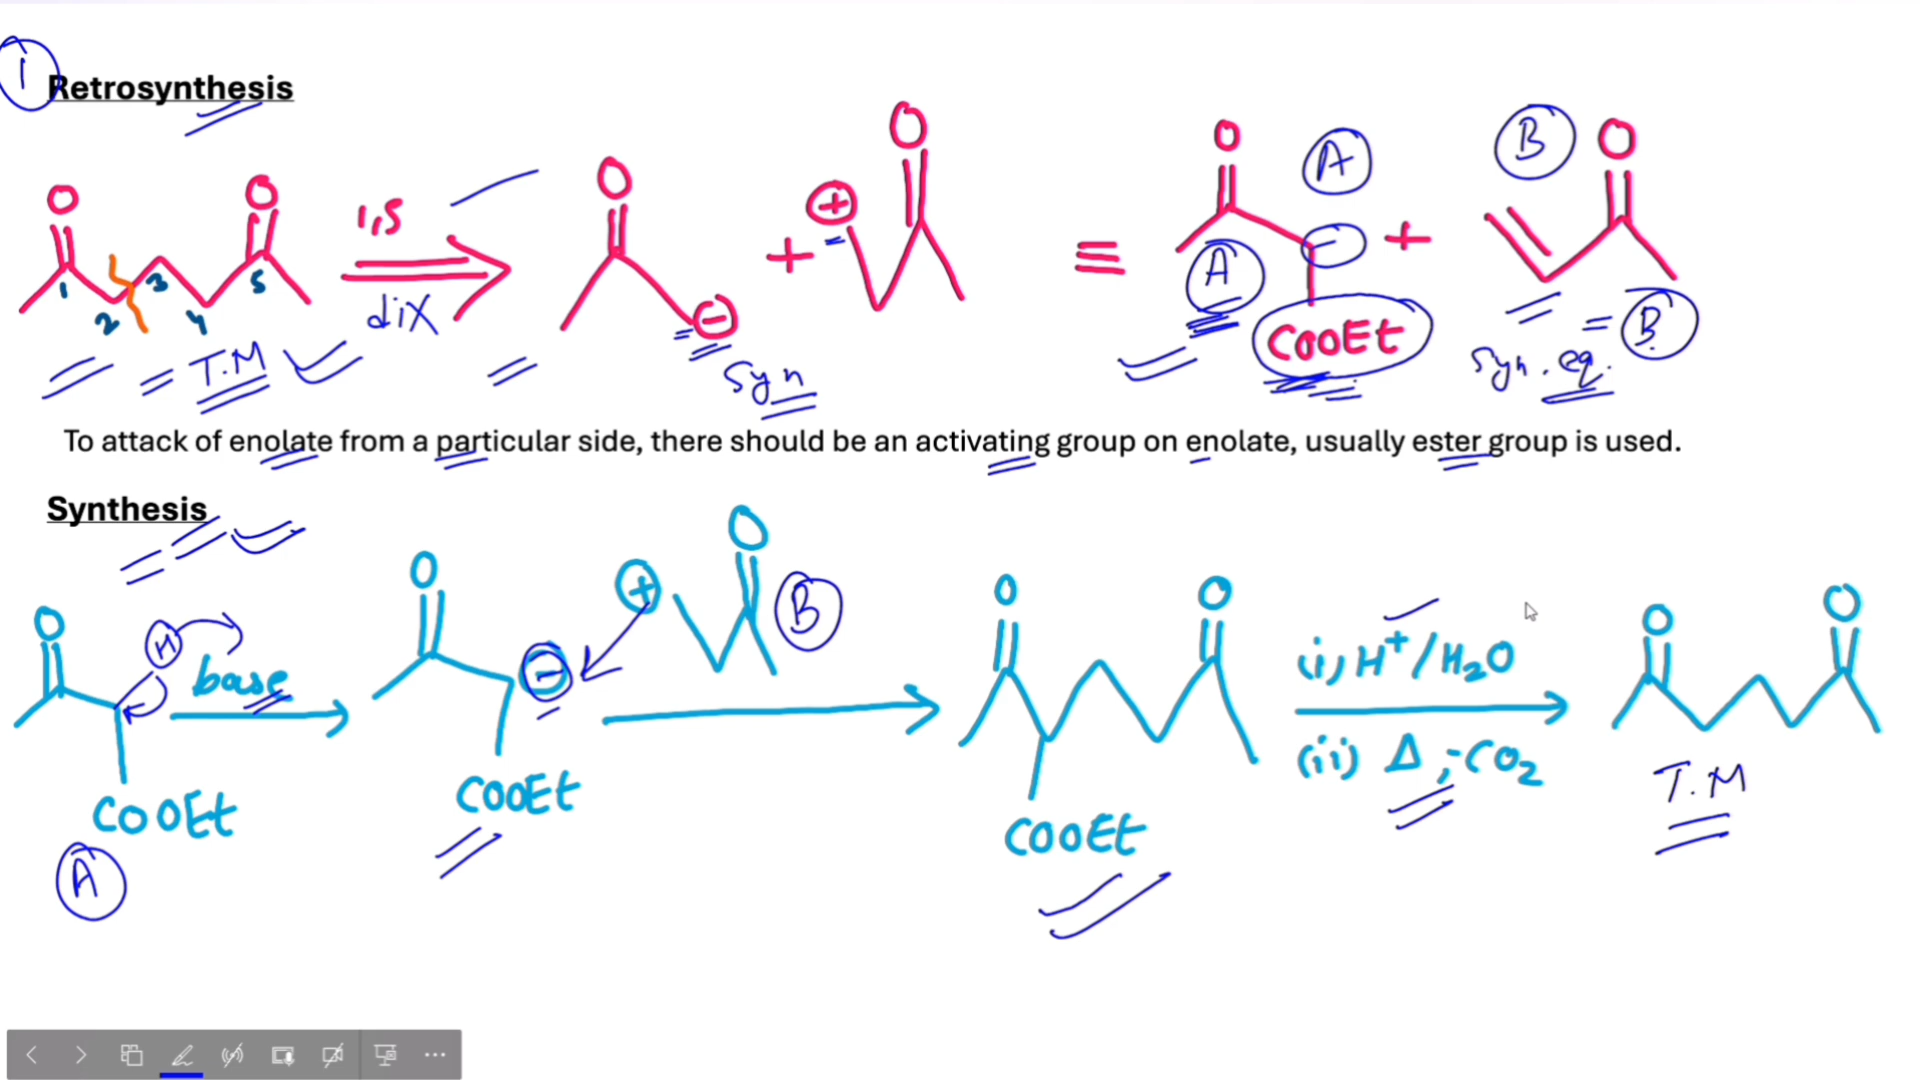 1 Retrosynthesis
O O 1,5 O + ⊕ O ≡ O A + B O
1 2 3 4 5 diX ⊖ A − COOEt = B
= T.M Syn Syn. eq.
To attack of enolate from a particular side, there should be an activating group on enolate, usually ester group is used.
Synthesis
O H base O ⊖ ⊕ O B O O (i) H⁺/H₂O O O
COOEt COOEt COOEt (ii) Δ, -CO₂ T.M
A